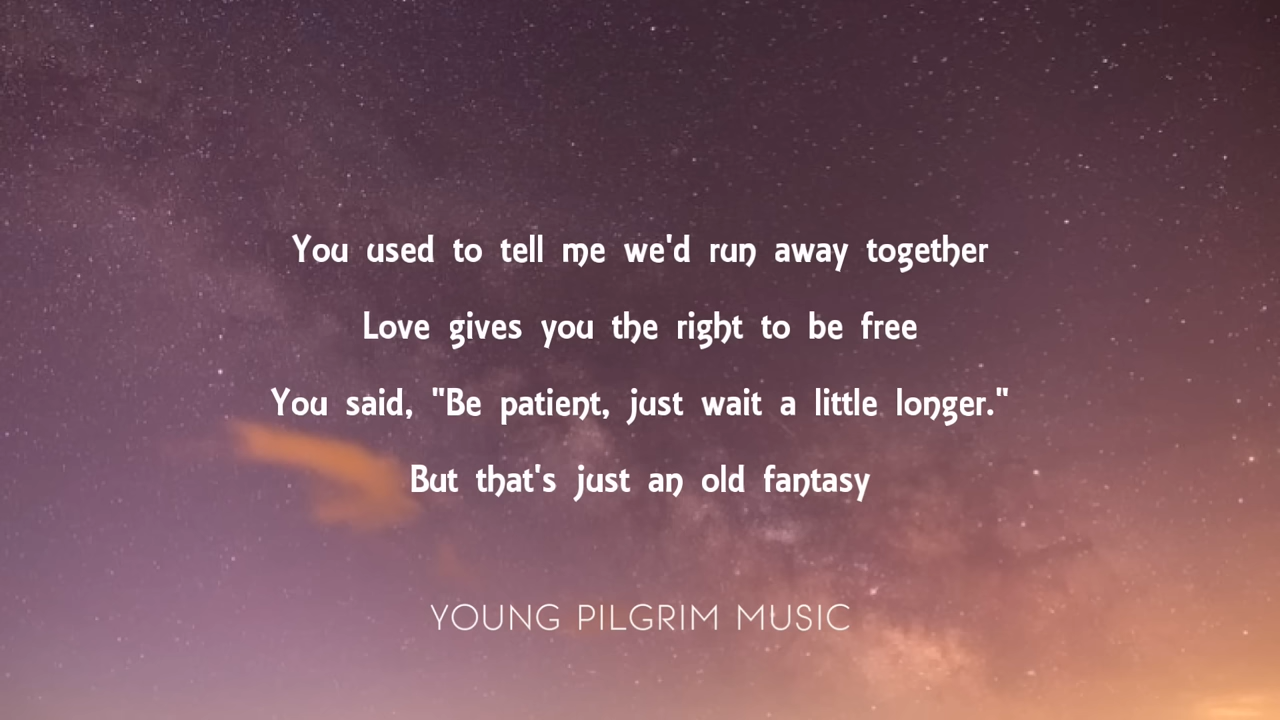 You used to tell me we'd run away together
Love gives you the right to be free
You said, "Be patient, just wait a little longer."
But that's just an old fantasy
YOUNG PILGRIM MUSIC